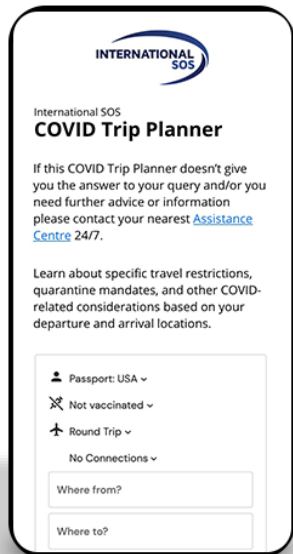 INTERNATIONAL
SOS
International SOS
COVID Trip Planner
If this COVID Trip Planner doesn't give
you the answer to your query and/or you
need further advice or information
please contact your nearest Assistance
Centre 24/7.
Learn about specific travel restrictions,
quarantine mandates, and other COVID-
related considerations based on your
departure and arrival locations.
Passport: USA
Not vaccinated
Round Trip
No Connections
Where from?
Where to?